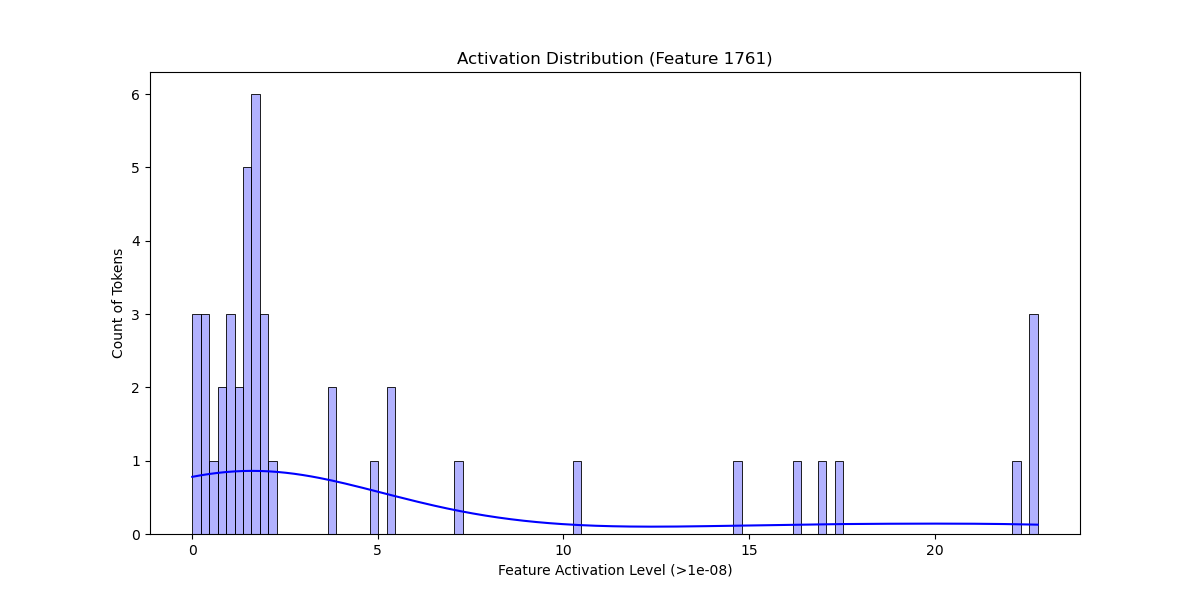 Activation Distribution (Feature 1761)
6
5
4
3
2
1
0
Count of Tokens
0 5 10 15 20
Feature Activation Level (>1e-08)